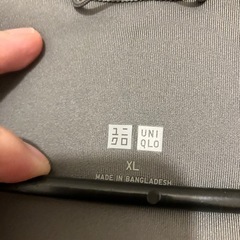 ユニ UNI
クロ QLO
XL
MADE IN BANGLADESH